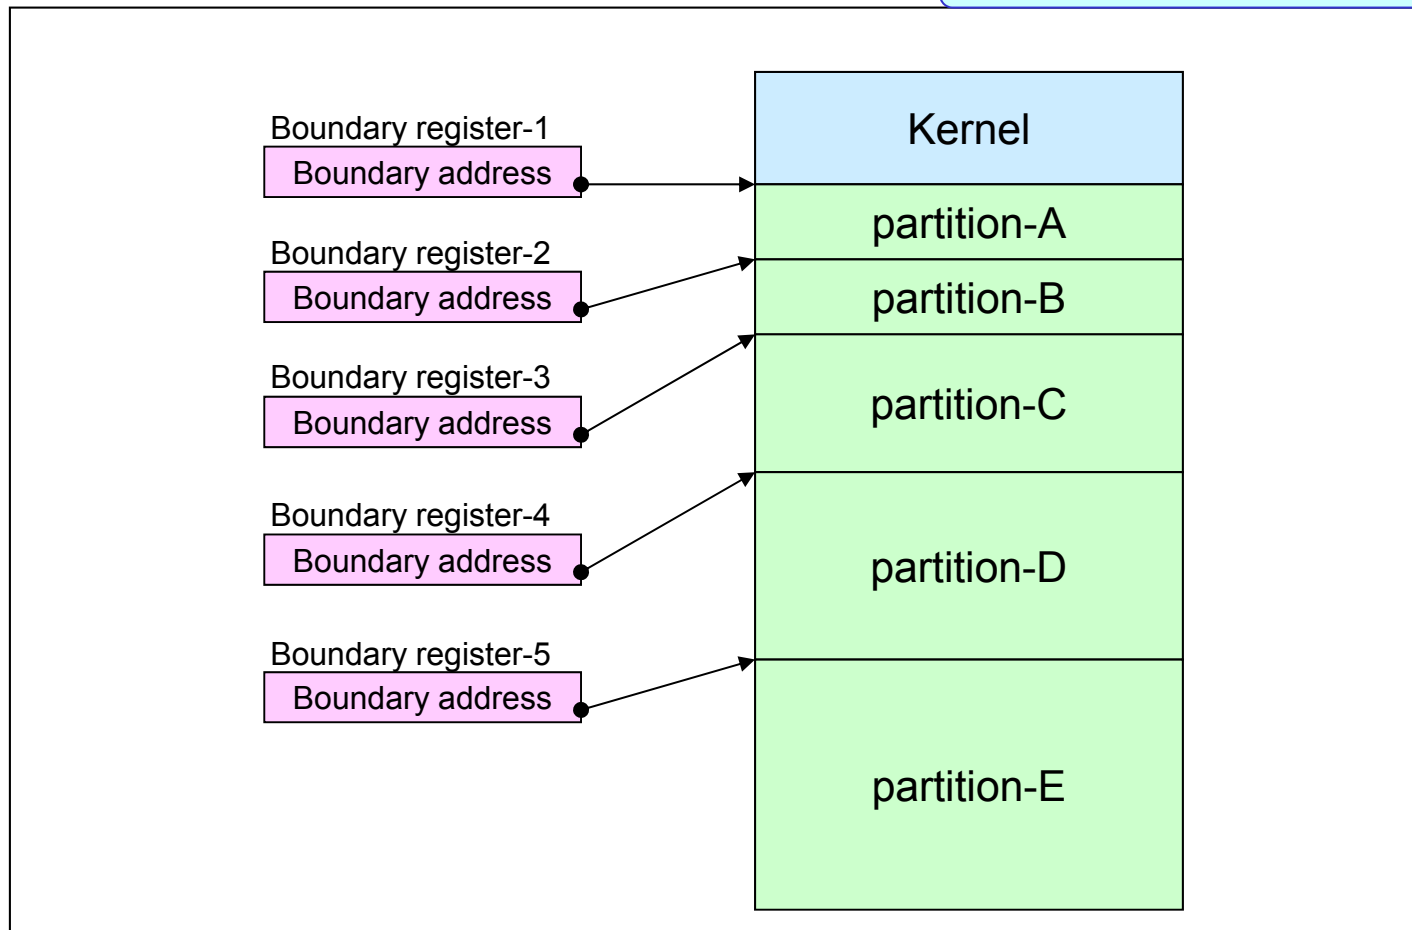 Boundary register-1
Boundary address
Boundary register-2
Boundary address
Boundary register-3
Boundary address
Boundary register-4
Boundary address
Boundary register-5
Boundary address
Kernel
partition-A
partition-B
partition-C
partition-D
partition-E